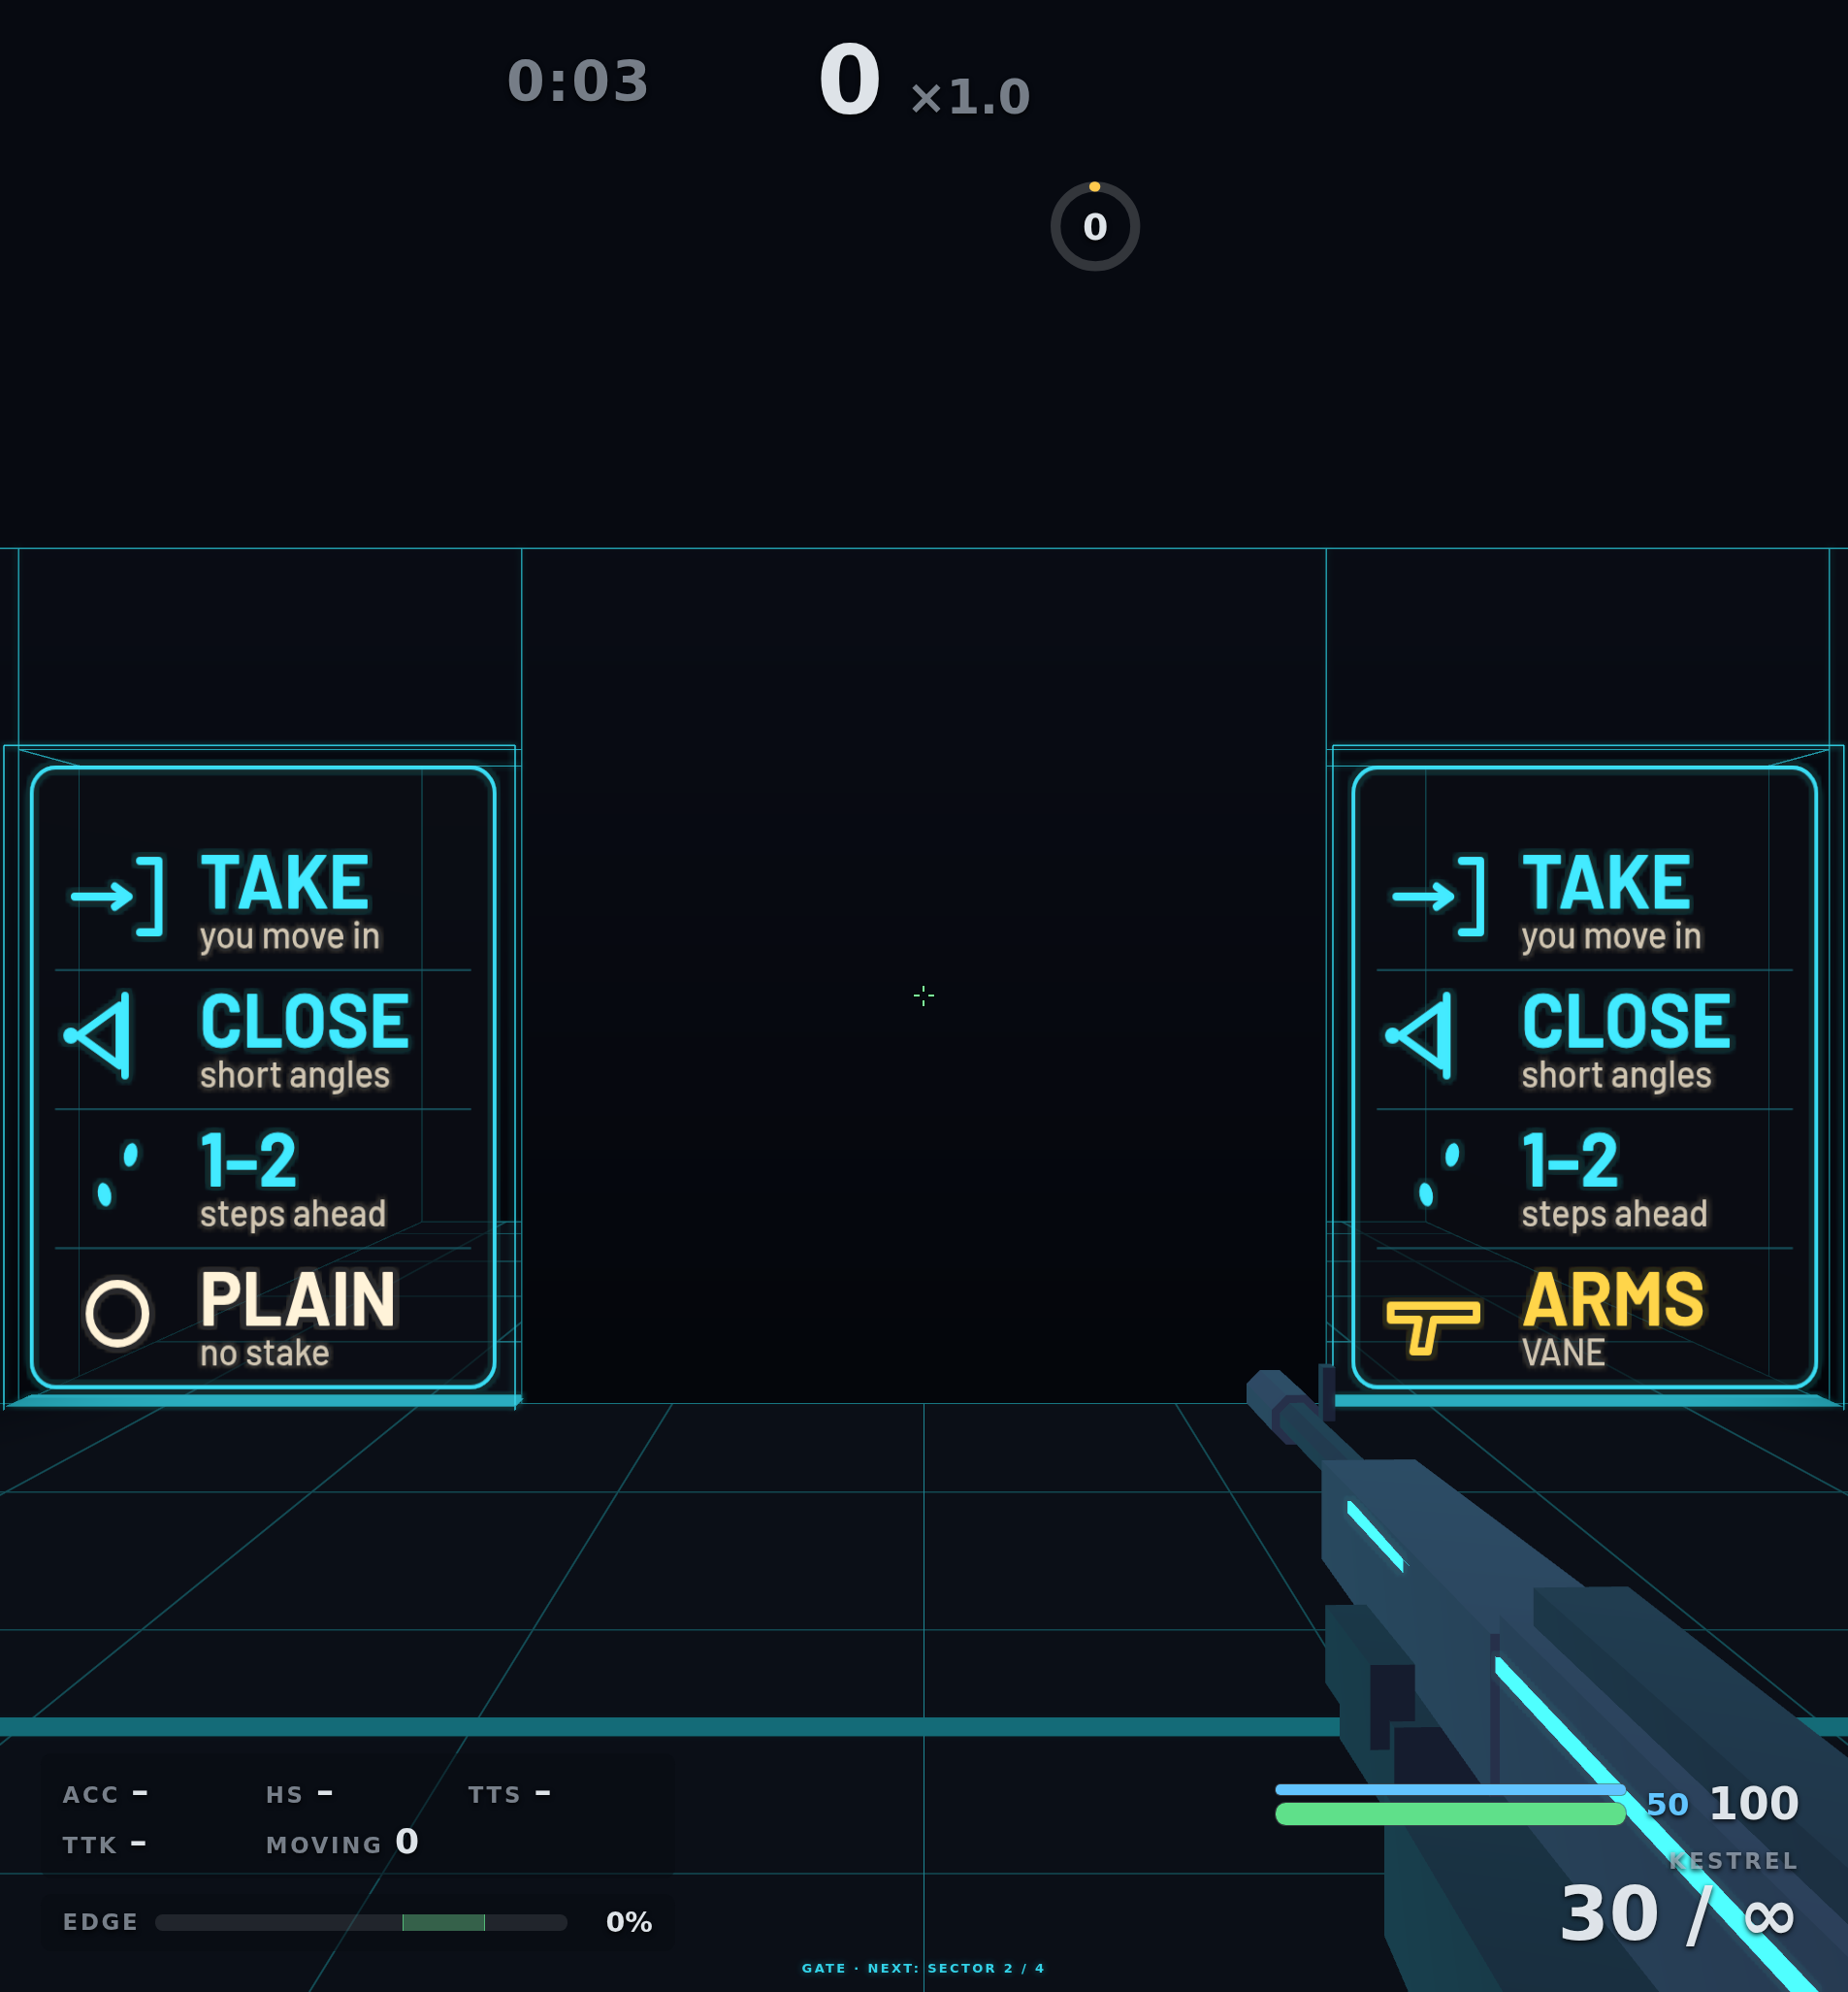 0:03 0 ×1.0
0
TAKE
you move in
CLOSE
short angles
1–2
steps ahead
PLAIN
no stake
TAKE
you move in
CLOSE
short angles
1–2
steps ahead
ARMS
VANE
ACC – HS – TTS –
TTK – MOVING 0
EDGE 0%
50 100
KESTREL
30 / ∞
GATE · NEXT: SECTOR 2 / 4